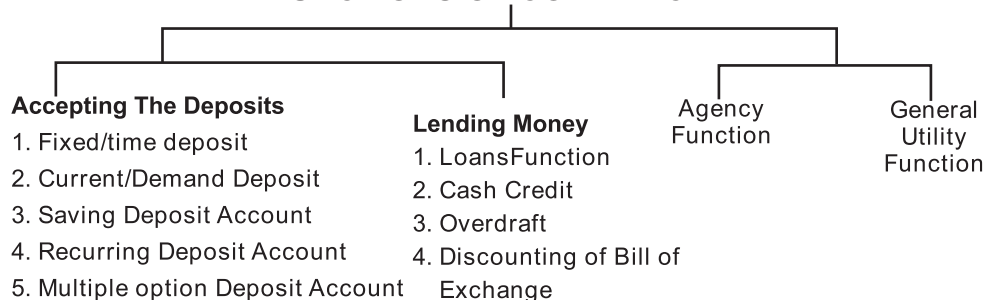 Accepting The Deposits
1. Fixed/time deposit
2. Current/Demand Deposit
3. Saving Deposit Account
4. Recurring Deposit Account
5. Multiple option Deposit Account
Lending Money
1. LoansFunction
2. Cash Credit
3. Overdraft
4. Discounting of Bill of
Exchange
Agency
Function
General
Utility
Function